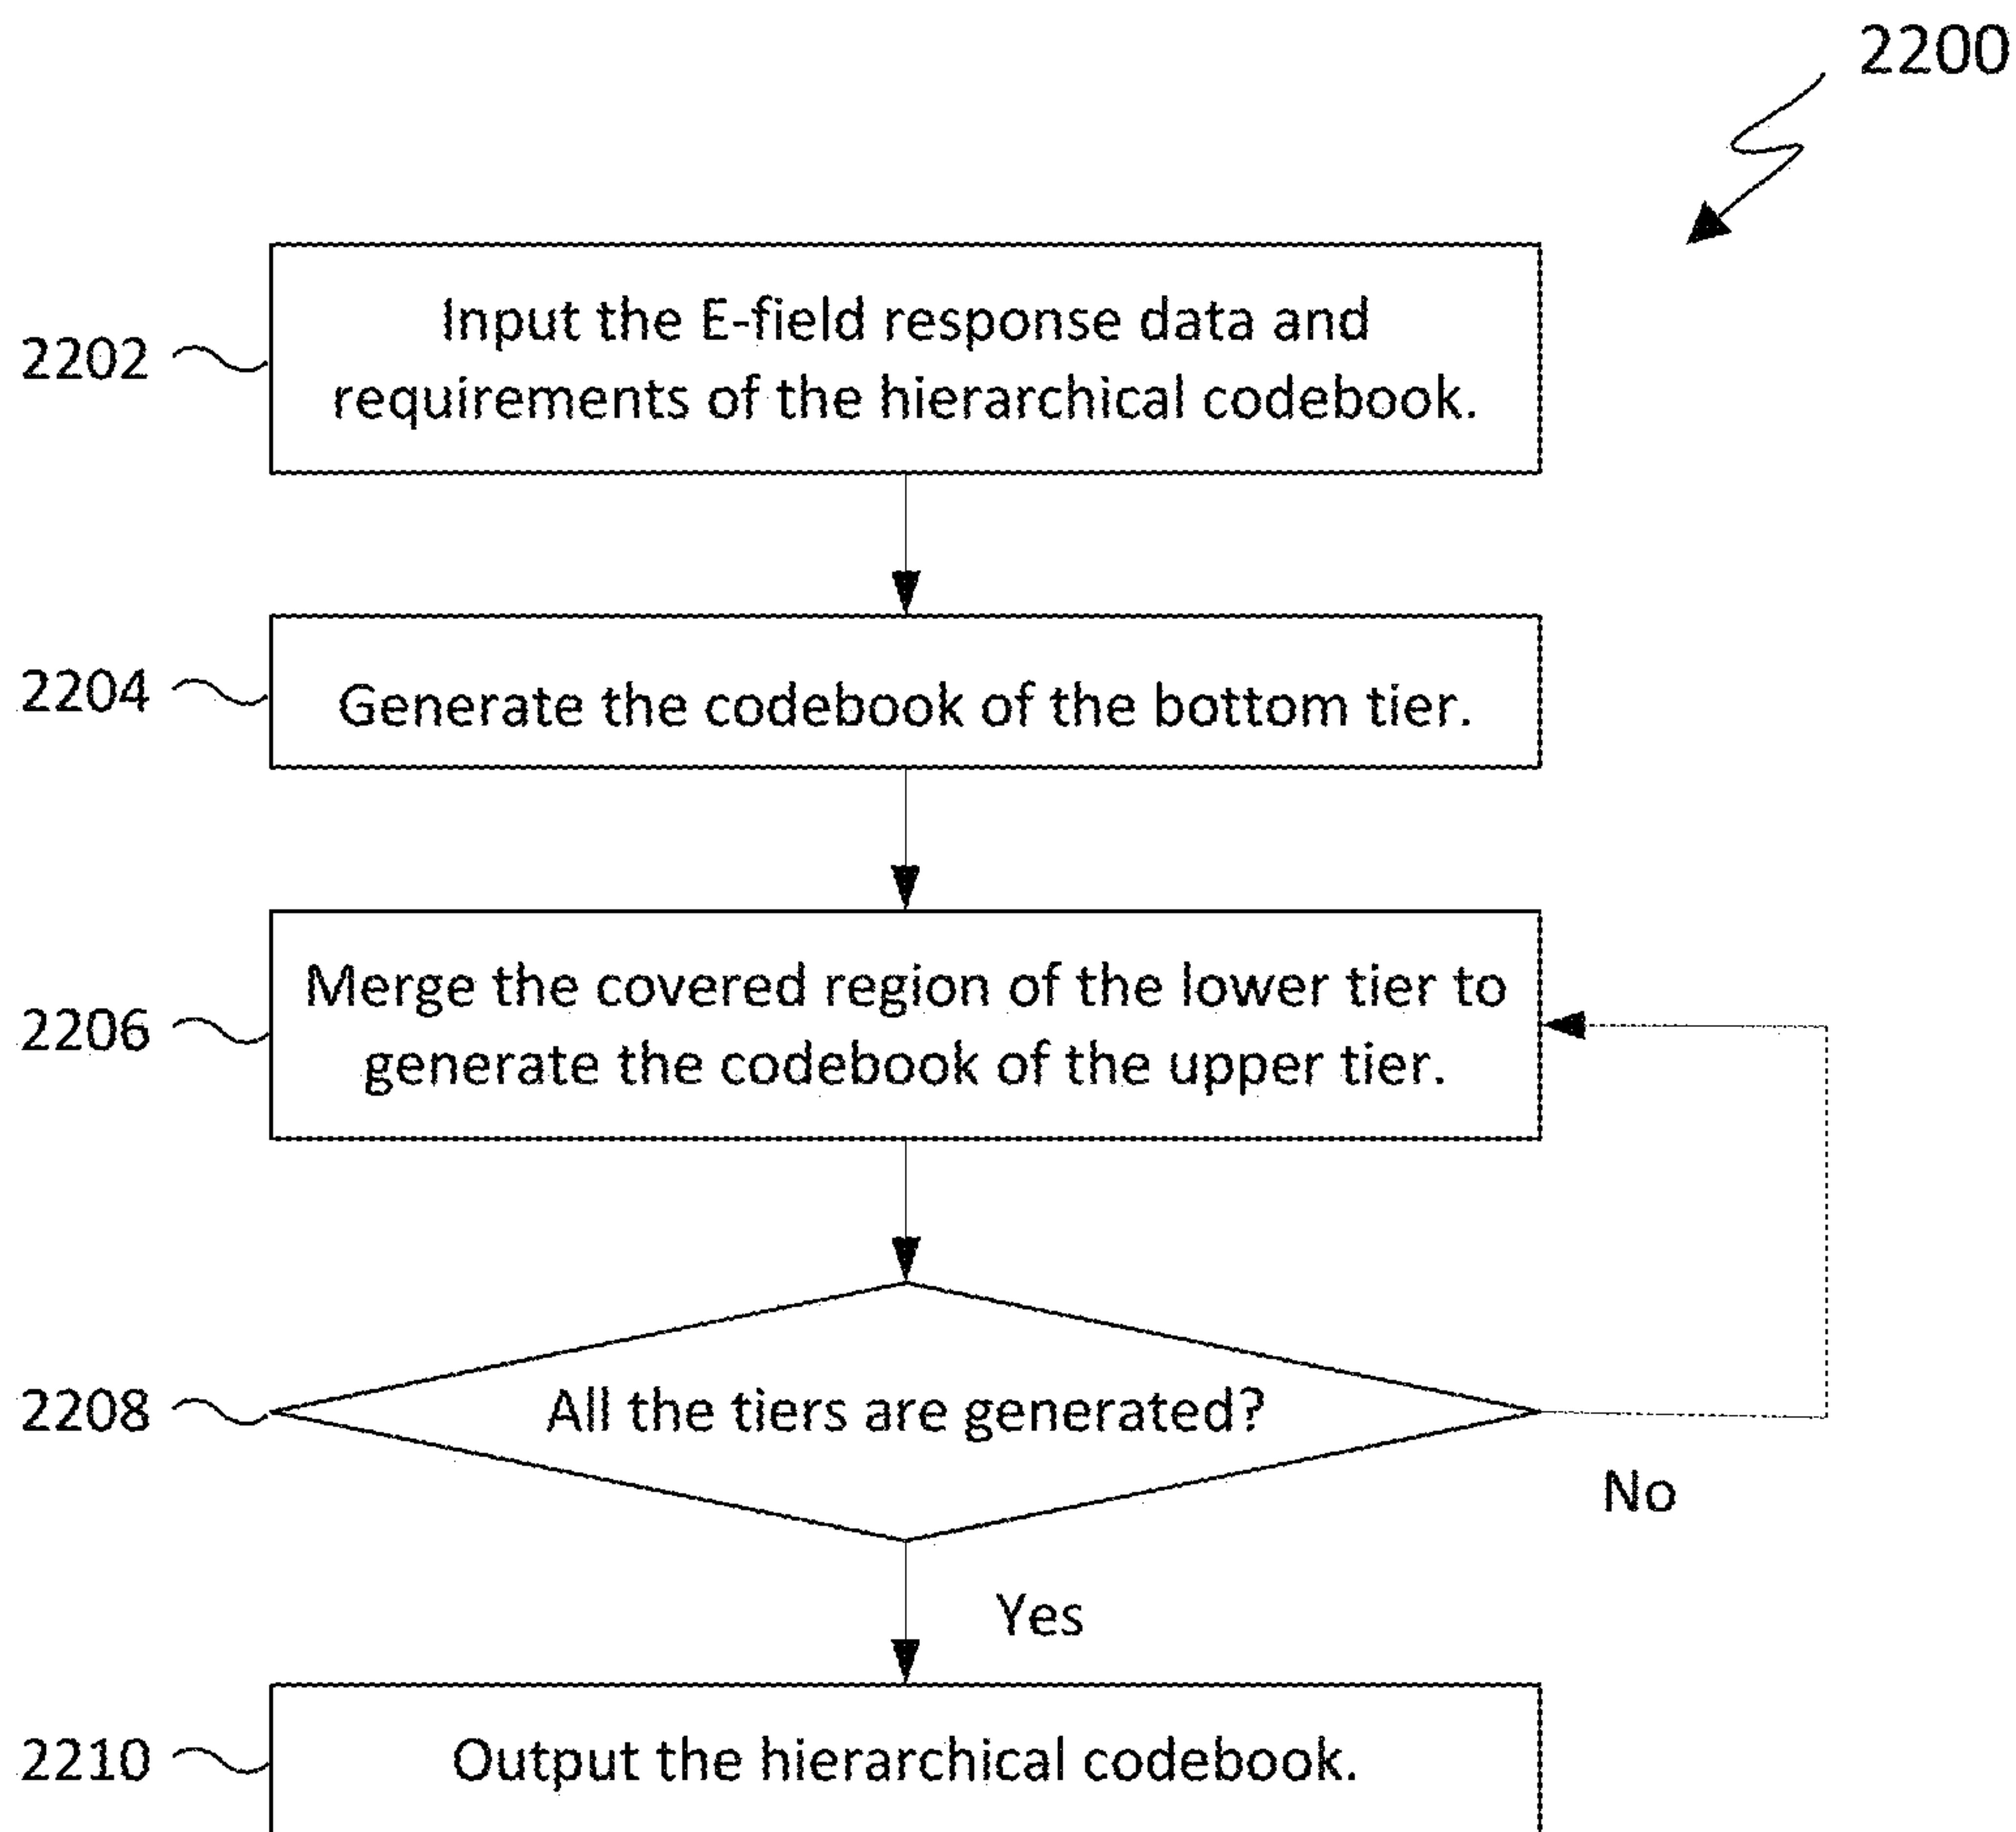 2200
2202
Input the E-field response data and
requirements of the hierarchical codebook.
2204
Generate the codebook of the bottom tier.
2206
Merge the covered region of the lower tier to
generate the codebook of the upper tier.
2208
All the tiers are generated?
No
Yes
2210
Output the hierarchical codebook.